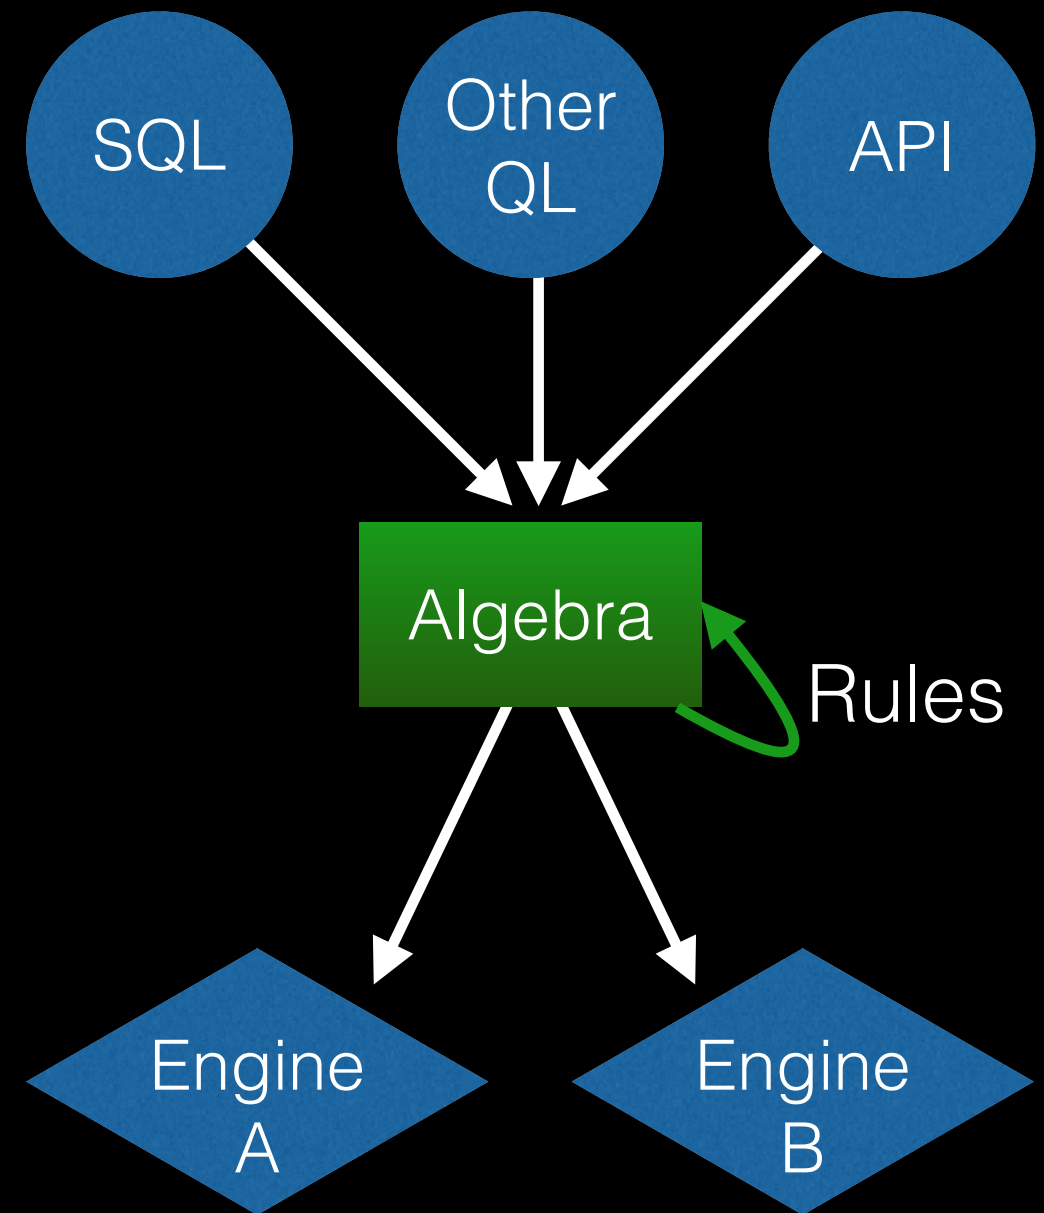 SQL
Other
QL
API
Algebra
Rules
Engine
A
Engine
B